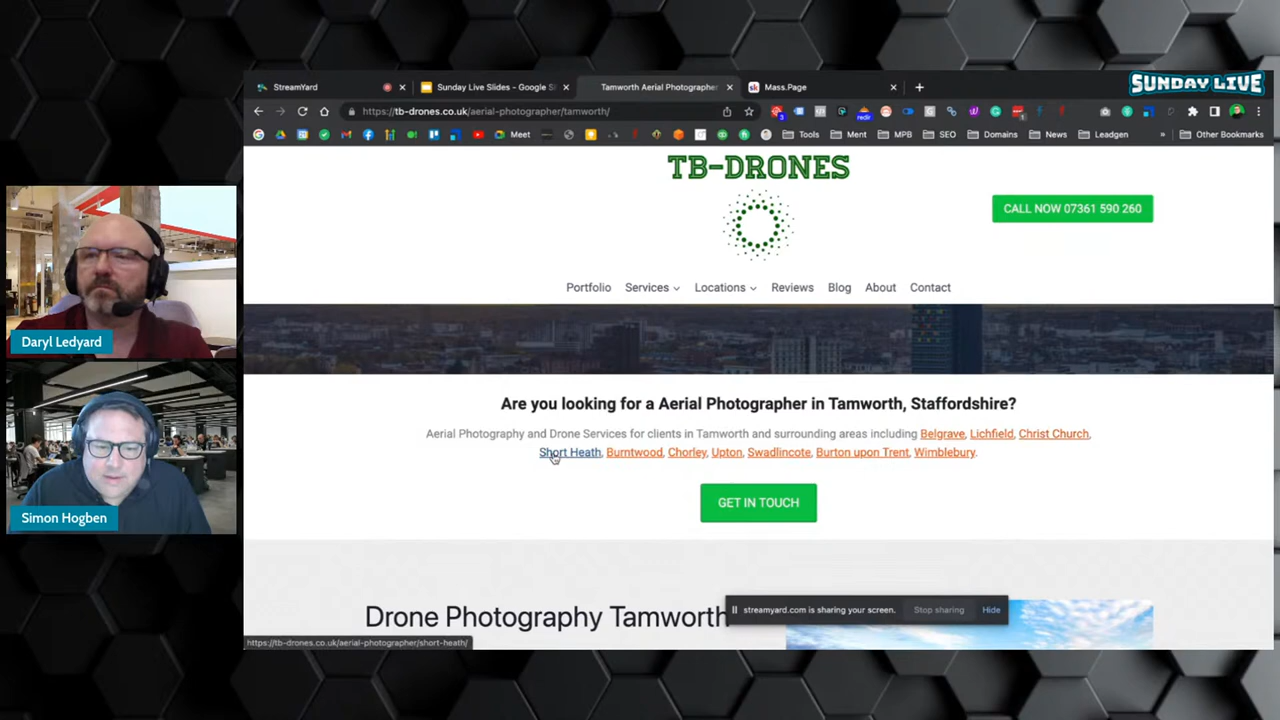 SUNDAY LIVE
StreamYard
Sunday Live Slides - Google Sl
Tamworth Aerial Photographe
Mass.Page
https://tb-drones.co.uk/aerial-photographer/tamworth/
Meet
Tools
Ment
MPB
SEO
Domains
News
Leadgen
Other Bookmarks
TB-DRONES
CALL NOW 07361 590 260
Portfolio Services Locations Reviews Blog About Contact
Are you looking for a Aerial Photographer in Tamworth, Staffordshire?
Aerial Photography and Drone Services for clients in Tamworth and surrounding areas including Belgrave, Lichfield, Christ Church,
Short Heath, Burntwood, Chorley, Upton, Swadlincote, Burton upon Trent, Wimblebury.
GET IN TOUCH
Drone Photography Tamworth
streamyard.com is sharing your screen. Stop sharing Hide
https://tb-drones.co.uk/aerial-photographer/short-heath/
Daryl Ledyard
Simon Hogben